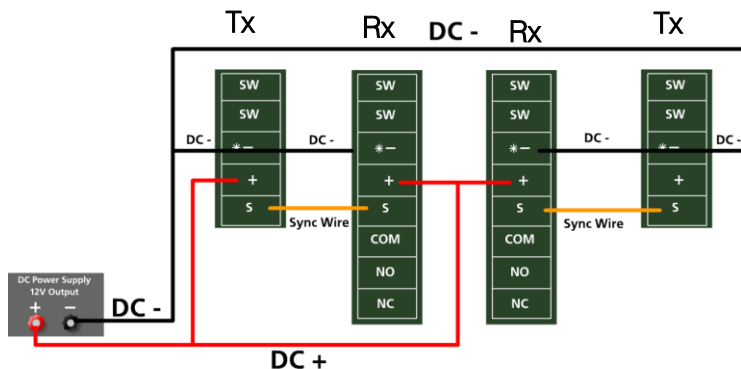 Tx
Rx
DC -
Rx
Tx
SW
SW
SW
SW
SW
SW
SW
SW
DC -
*-
DC -
*-
*-
DC -
*-
DC -
+
+
+
+
S
Sync Wire
S
S
Sync Wire
S
COM
COM
NO
NO
NC
NC
DC Power Supply
12V Output
+ -
DC -
DC +